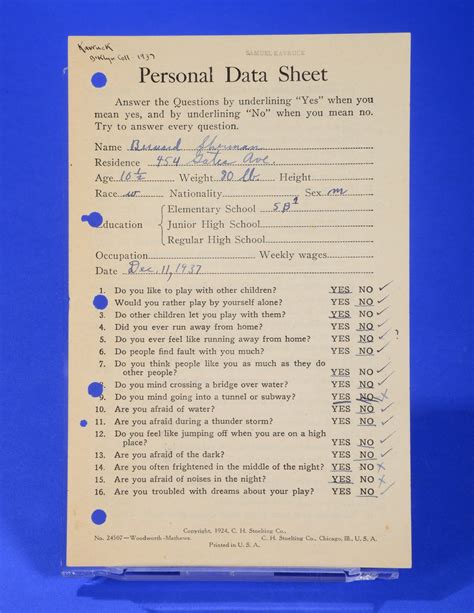 Kavruck
B'klyn Coll. 1937
SAMUEL KAVRUCK
Personal Data Sheet
Answer the Questions by underlining "Yes" when you
mean yes, and by underlining "No" when you mean no.
Try to answer every question.
Name Bernard Sherman
Residence 454 Gates Ave.
Age 10½ Weight 80 lb. Height
Race w Nationality Sex m
Education
Elementary School 5B¹
Junior High School
Regular High School
Occupation Weekly wages
Date Dec, 11, 1937
1. Do you like to play with other children? YES NO
2. Would you rather play by yourself alone? YES NO
3. Do other children let you play with them? YES NO
4. Did you ever run away from home? YES NO
5. Do you ever feel like running away from home? YES NO
6. Do people find fault with you much? YES NO
7. Do you think people like you as much as they do
other people? YES NO
8. Do you mind crossing a bridge over water? YES NO
9. Do you mind going into a tunnel or subway? YES NO
10. Are you afraid of water? YES NO
11. Are you afraid during a thunder storm? YES NO
12. Do you feel like jumping off when you are on a high
place? YES NO
13. Are you afraid of the dark? YES NO
14. Are you often frightened in the middle of the night? YES NO
15. Are you afraid of noises in the night? YES NO
16. Are you troubled with dreams about your play? YES NO
Copyright, 1924, C. H. Stoelting Co.,
No. 24507—Woodworth-Mathews. C. H. Stoelting Co., Chicago, Ill., U. S. A.
Printed in U. S. A.